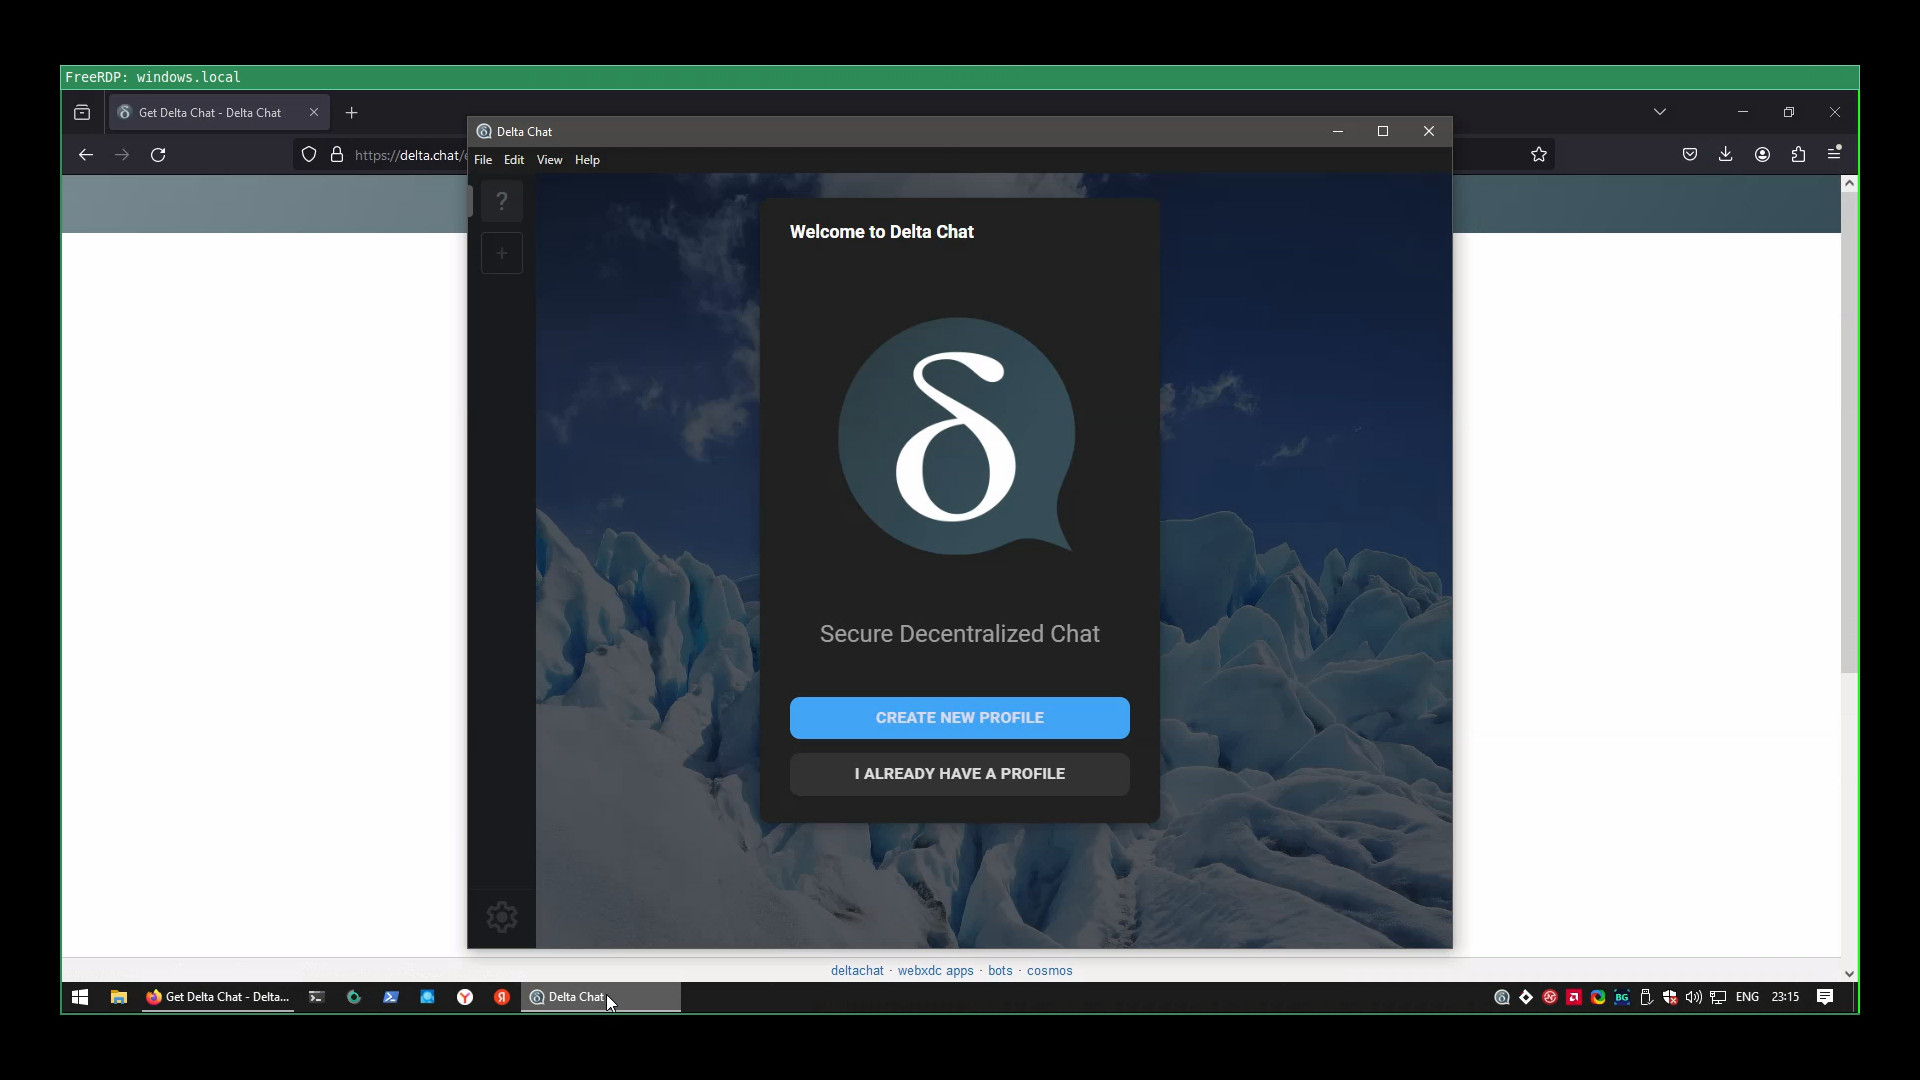 FreeRDP: windows.local
Get Delta Chat - Delta Chat
https://delta.chat/e
Delta Chat
File Edit View Help
?
Welcome to Delta Chat
δ
Secure Decentralized Chat
CREATE NEW PROFILE
I ALREADY HAVE A PROFILE
deltachat · webxdc apps · bots · cosmos
Get Delta Chat - Delta... Delta Chat ENG 23:15